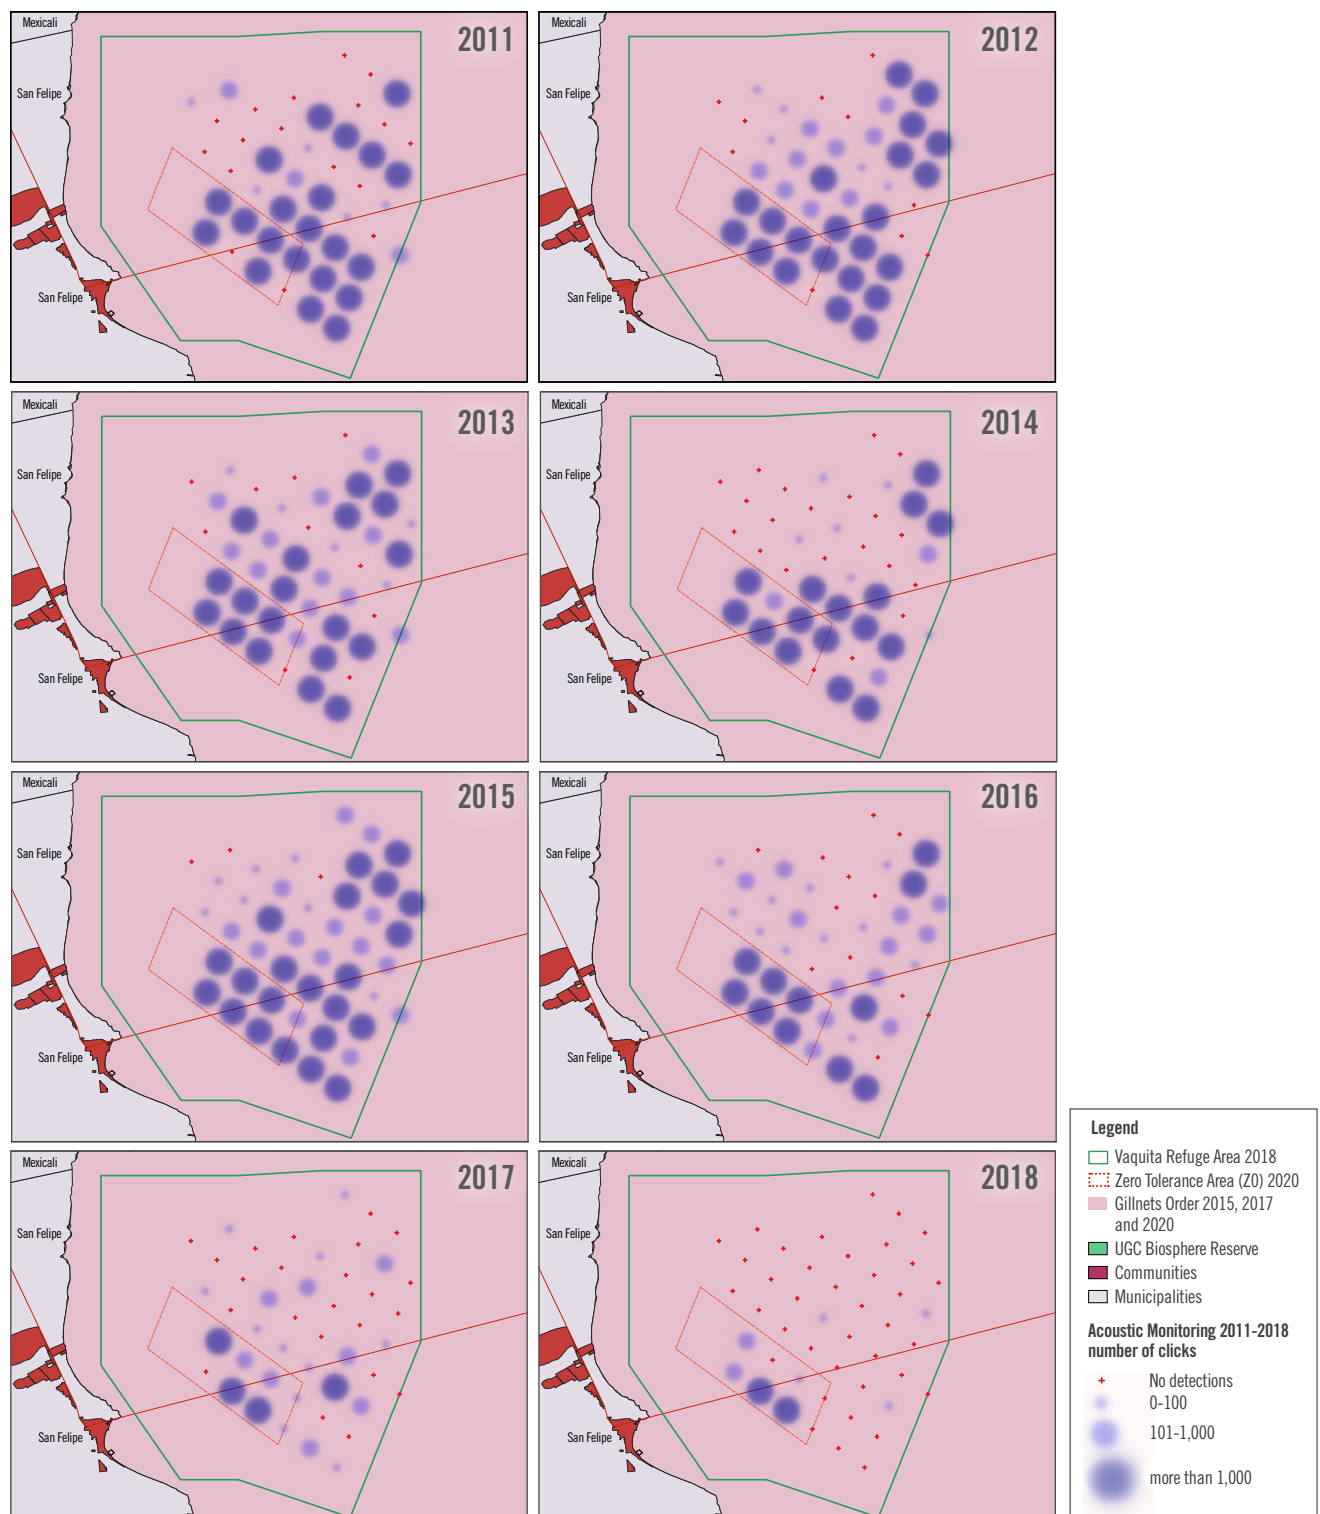 Mexicali
2011
San Felipe
San Felipe
Mexicali
2012
San Felipe
San Felipe
Mexicali
2013
San Felipe
San Felipe
Mexicali
2014
San Felipe
San Felipe
Mexicali
2015
San Felipe
San Felipe
Mexicali
2016
San Felipe
San Felipe
Mexicali
2017
San Felipe
San Felipe
Mexicali
2018
San Felipe
San Felipe
Legend
Vaquita Refuge Area 2018
Zero Tolerance Area (Z0) 2020
Gillnets Order 2015, 2017
and 2020
UGC Biosphere Reserve
Communities
Municipalities
Acoustic Monitoring 2011-2018
number of clicks
No detections
0-100
101-1,000
more than 1,000